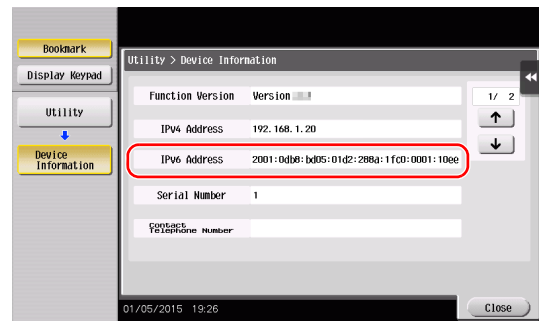 Bookmark
Display Keypad
Utility
Device
Information
Utility > Device Information
Function Version Version
1/ 2
IPv4 Address 192.168.1.20
IPv6 Address 2001:0db8:bd05:01d2:288a:1fc0:0001:10ee
Serial Number 1
Contact
Telephone Number
01/05/2015 19:26
Close